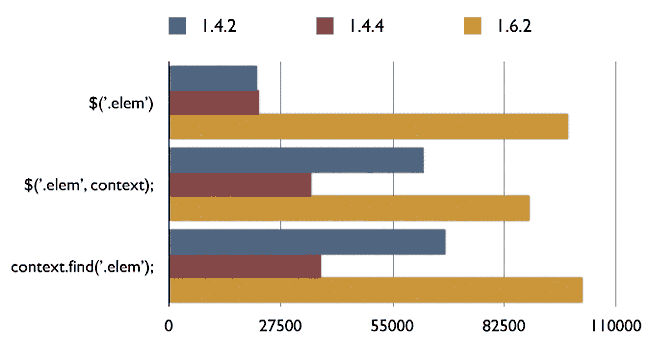 1.4.2 1.4.4 1.6.2
$('.elem')
$('.elem', context);
context.find('.elem');
0 27500 55000 82500 110000